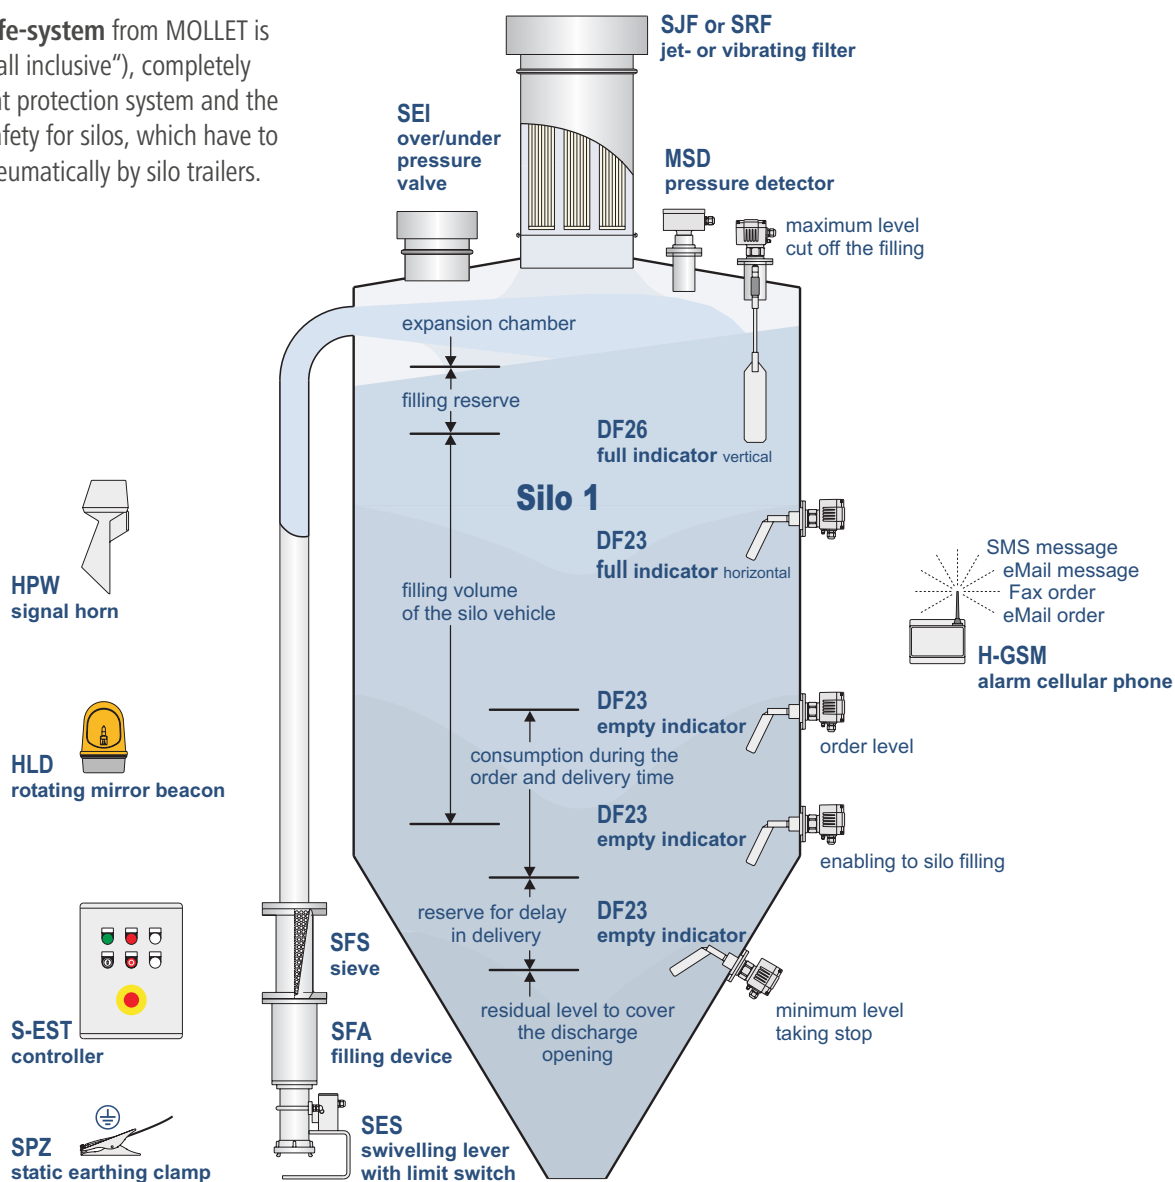 fe-system from MOLLET is
all inclusive“), completely
nt protection system and the
afety for silos, which have to
eumatically by silo trailers.
SJF or SRF
jet- or vibrating filter
SEI
over/under
pressure
valve
MSD
pressure detector
maximum level
cut off the filling
expansion chamber
filling reserve
DF26
full indicator vertical
Silo 1
DF23
full indicator horizontal
filling volume
of the silo vehicle
HPW
signal horn
SMS message
eMail message
Fax order
eMail order
H-GSM
alarm cellular phone
DF23
empty indicator
order level
consumption during the
order and delivery time
HLD
rotating mirror beacon
DF23
empty indicator
enabling to silo filling
reserve for delay
in delivery
DF23
empty indicator
SFS
sieve
residual level to cover
the discharge
opening
minimum level
taking stop
S-EST
controller
SFA
filling device
SES
swivelling lever
with limit switch
SPZ
static earthing clamp